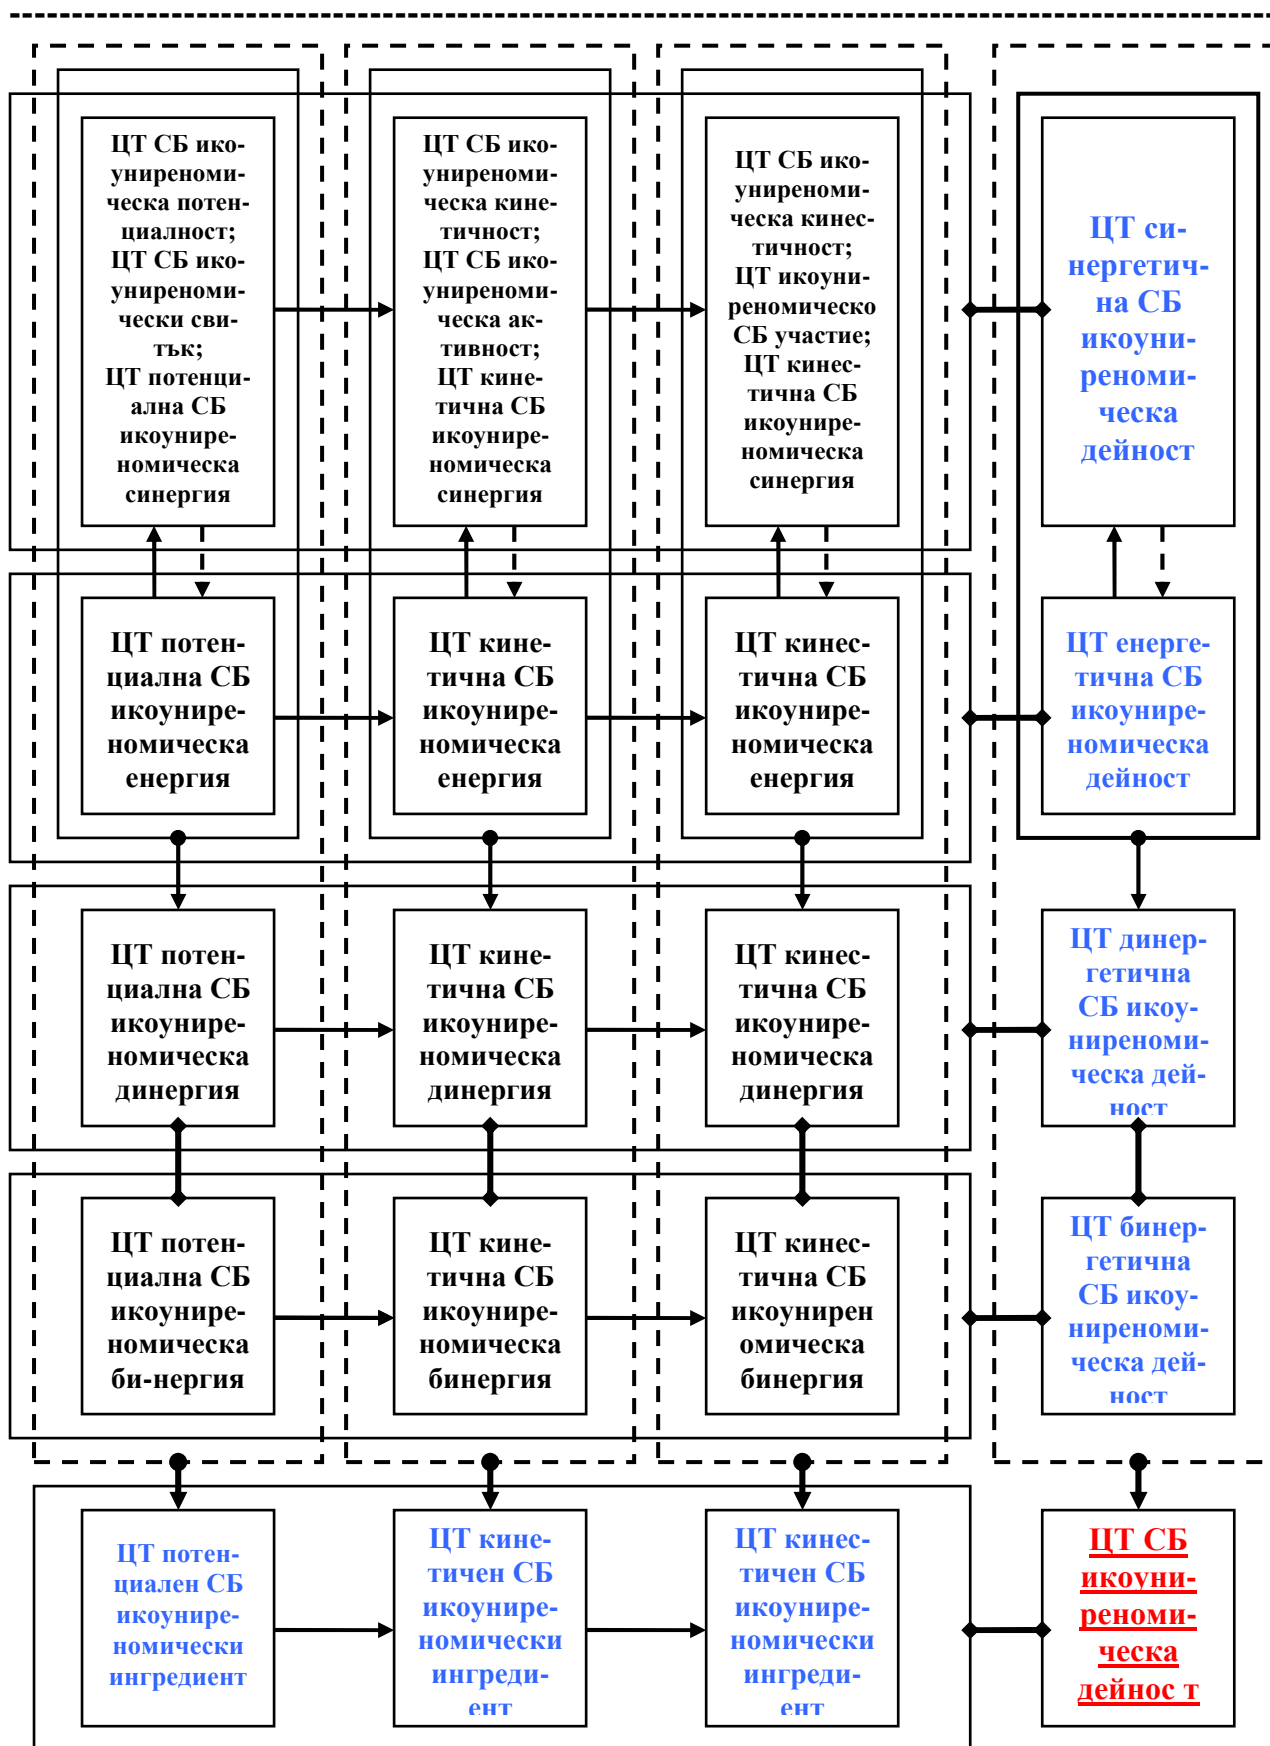 ЦТ СБ ико-
униреноми-
ческа потен-
циалност;
ЦТ СБ ико-
униреноми-
чески сви-
тък;
ЦТ потенци-
ална СБ
икоунире-
номическа
синергия
ЦТ СБ ико-
униреноми-
ческа кине-
тичност;
ЦТ СБ ико-
униреноми-
ческа ак-
тивност;
ЦТ кине-
тична СБ
икоунире-
номическа
синергия
ЦТ СБ ико-
униреноми-
ческа кинес-
тичност;
ЦТ икоуни-
реномическо
СБ участие;
ЦТ кинес-
тична СБ
икоунире-
номическа
синергия
ЦТ си-
нергетич-
на СБ
икоуни-
реноми-
ческа
дейност
ЦТ потен-
циална СБ
икоунире-
номическа
енергия
ЦТ кине-
тична СБ
икоунире-
номическа
енергия
ЦТ кинес-
тична СБ
икоунире-
номическа
енергия
ЦТ енерге-
тична СБ
икоунире-
номическа
дейност
ЦТ потен-
циална СБ
икоунире-
номическа
динергия
ЦТ кине-
тична СБ
икоунире-
номическа
динергия
ЦТ кинес-
тична СБ
икоунире-
номическа
динергия
ЦТ динер-
гетична
СБ икоу-
ниреноми-
ческа дей-
ност
ЦТ потен-
циална СБ
икоунире-
номическа
би-нергия
ЦТ кине-
тична СБ
икоунире-
номическа
бинергия
ЦТ кинес-
тична СБ
икоунирен
омическа
бинергия
ЦТ бинер-
гетична
СБ икоу-
ниреноми-
ческа дей-
ност
ЦТ потен-
циален СБ
икоунире-
номически
ингредиент
ЦТ кине-
тичен СБ
икоунире-
номически
ингреди-
ент
ЦТ кинес-
тичен СБ
икоунире-
номически
ингреди-
ент
ЦТ СБ
икоуни-
реноми-
ческа
дейнос т